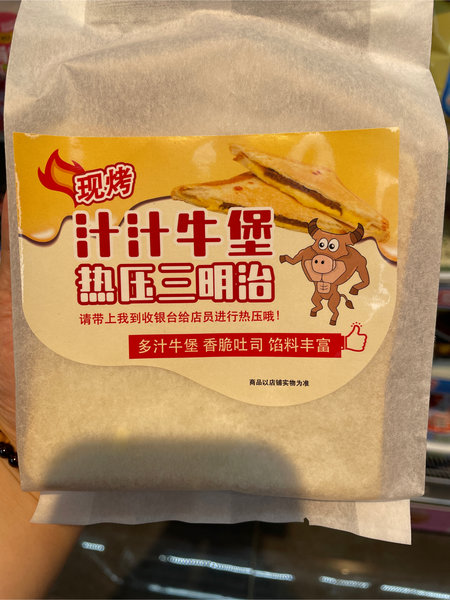 现烤
汁汁牛堡
热压三明治
请带上我到收银台给店员进行热压哦！
多汁牛堡 香脆吐司 馅料丰富
商品以店铺实物为准